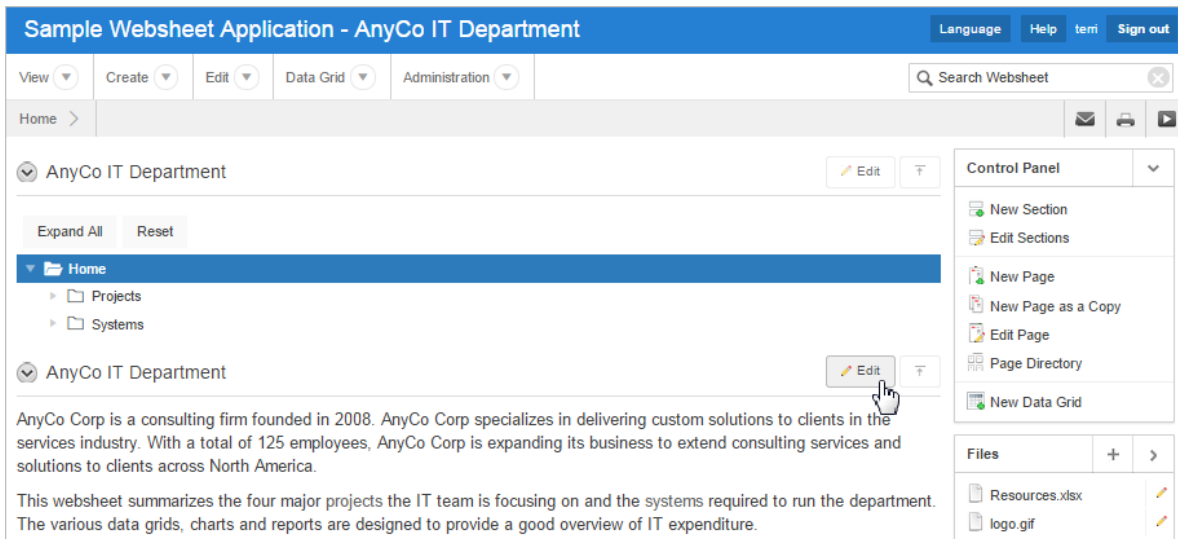 Sample Websheet Application - AnyCo IT Department
Language Help terri Sign out
View Create Edit Data Grid Administration
Search Websheet
Home
AnyCo IT Department
Edit
Expand All Reset
Home
Projects
Systems
AnyCo IT Department
Edit
AnyCo Corp is a consulting firm founded in 2008. AnyCo Corp specializes in delivering custom solutions to clients in the
services industry. With a total of 125 employees, AnyCo Corp is expanding its business to extend consulting services and
solutions to clients across North America.
This websheet summarizes the four major projects the IT team is focusing on and the systems required to run the department.
The various data grids, charts and reports are designed to provide a good overview of IT expenditure.
Control Panel
New Section
Edit Sections
New Page
New Page as a Copy
Edit Page
Page Directory
New Data Grid
Files
Resources.xlsx
logo.gif